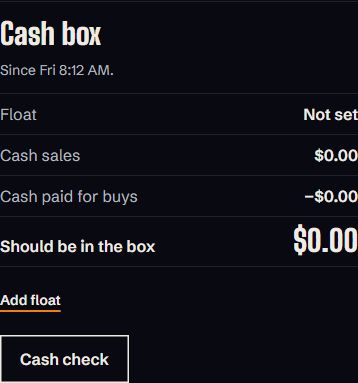 Cash box
Since Fri 8:12 AM.
Float Not set
Cash sales $0.00
Cash paid for buys −$0.00
Should be in the box $0.00
Add float
Cash check